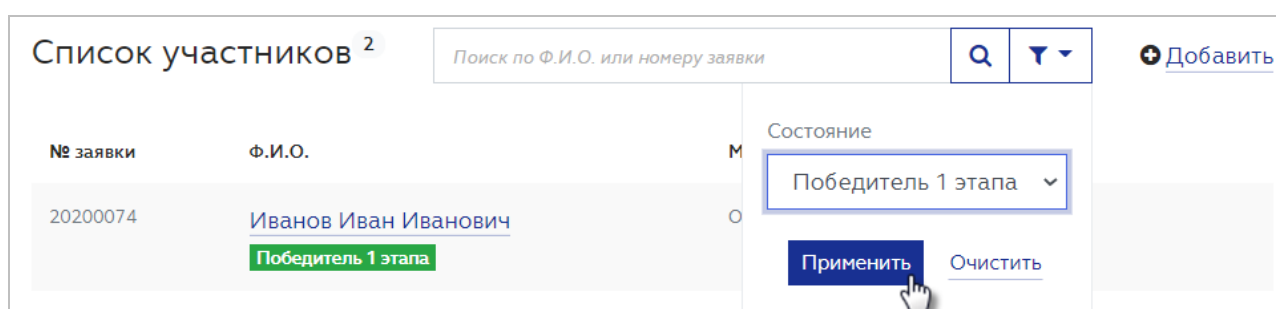 Список участников 2
Поиск по Ф.И.О. или номеру заявки
Добавить
Состояние
№ заявки Ф.И.О. М
Победитель 1 этапа
20200074 Иванов Иван Иванович О
Победитель 1 этапа
Применить Очистить